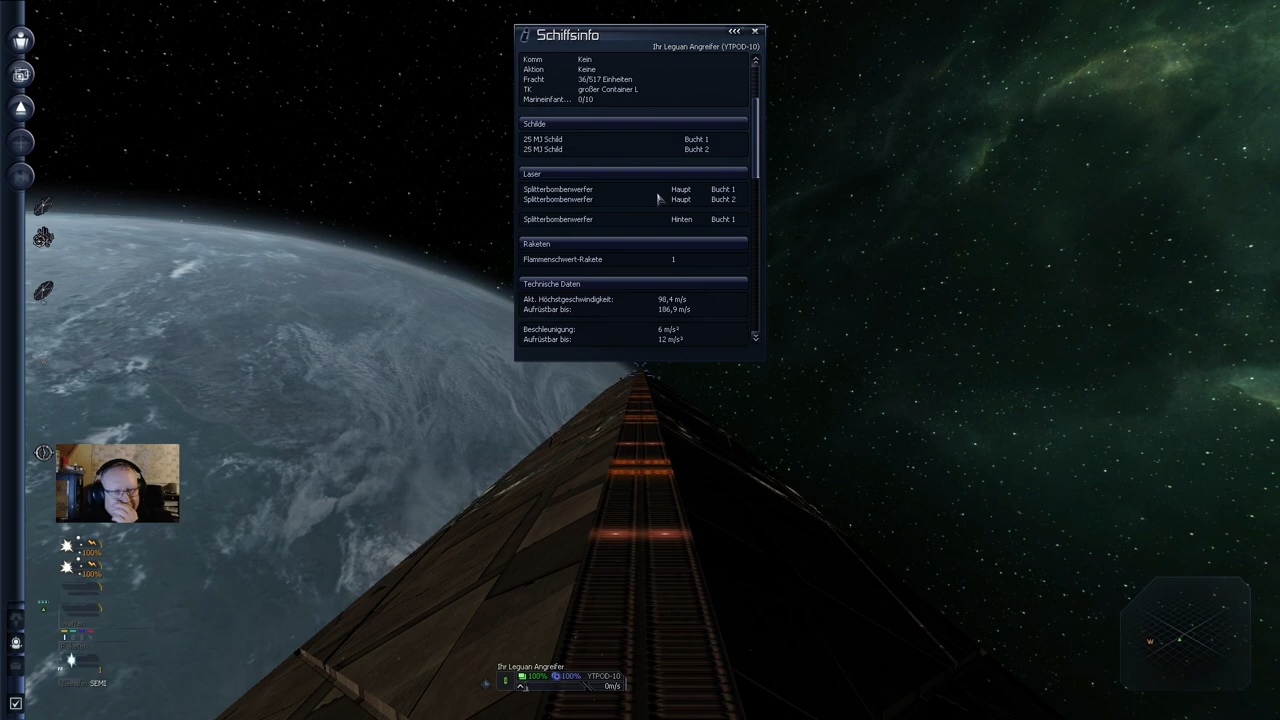 Schiffsinfo
Ihr Leguan Angreifer (YTPOD-10)
Komm Kein
Aktion Keine
Fracht 36/517 Einheiten
TK großer Container L
Marineinfant... 0/10
Schilde
25 MJ Schild Bucht 1
25 MJ Schild Bucht 2
Laser
Splitterbombenwerfer Haupt Bucht 1
Splitterbombenwerfer Haupt Bucht 2
Splitterbombenwerfer Hinten Bucht 1
Raketen
Flammenschwert-Rakete 1
Technische Daten
Akt. Höchstgeschwindigkeit: 98,4 m/s
Aufrüstbar bis: 186,9 m/s
Beschleunigung: 6 m/s²
Aufrüstbar bis: 12 m/s²
100%
100%
1
SEMI
W
Ihr Leguan Angreifer
100% 100% YTPOD-10
0m/s